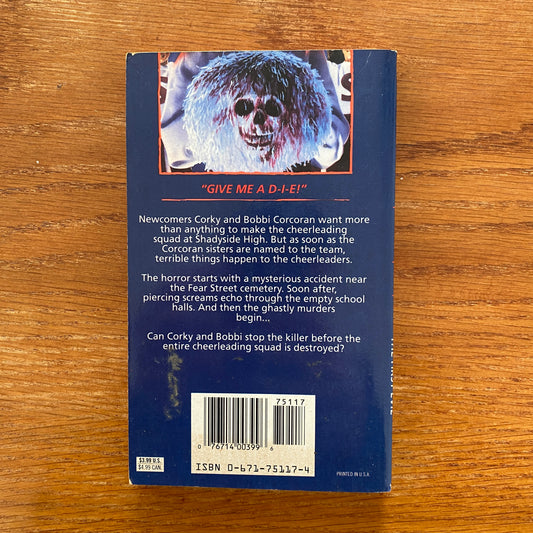 "GIVE ME A D-I-E!"
Newcomers Corky and Bobbi Corcoran want more
than anything to make the cheerleading
squad at Shadyside High. But as soon as the
Corcoran sisters are named to the team,
terrible things happen to the cheerleaders.
The horror starts with a mysterious accident near
the Fear Street cemetery. Soon after,
piercing screams echo through the empty school
halls. And then the ghastly murders
begin...
Can Corky and Bobbi stop the killer before the
entire cheerleading squad is destroyed?
75117
0 76714 00399 6
ISBN 0-671-75117-4
$3.99 U.S.
$4.99 CAN.
PRINTED IN U.S.A.